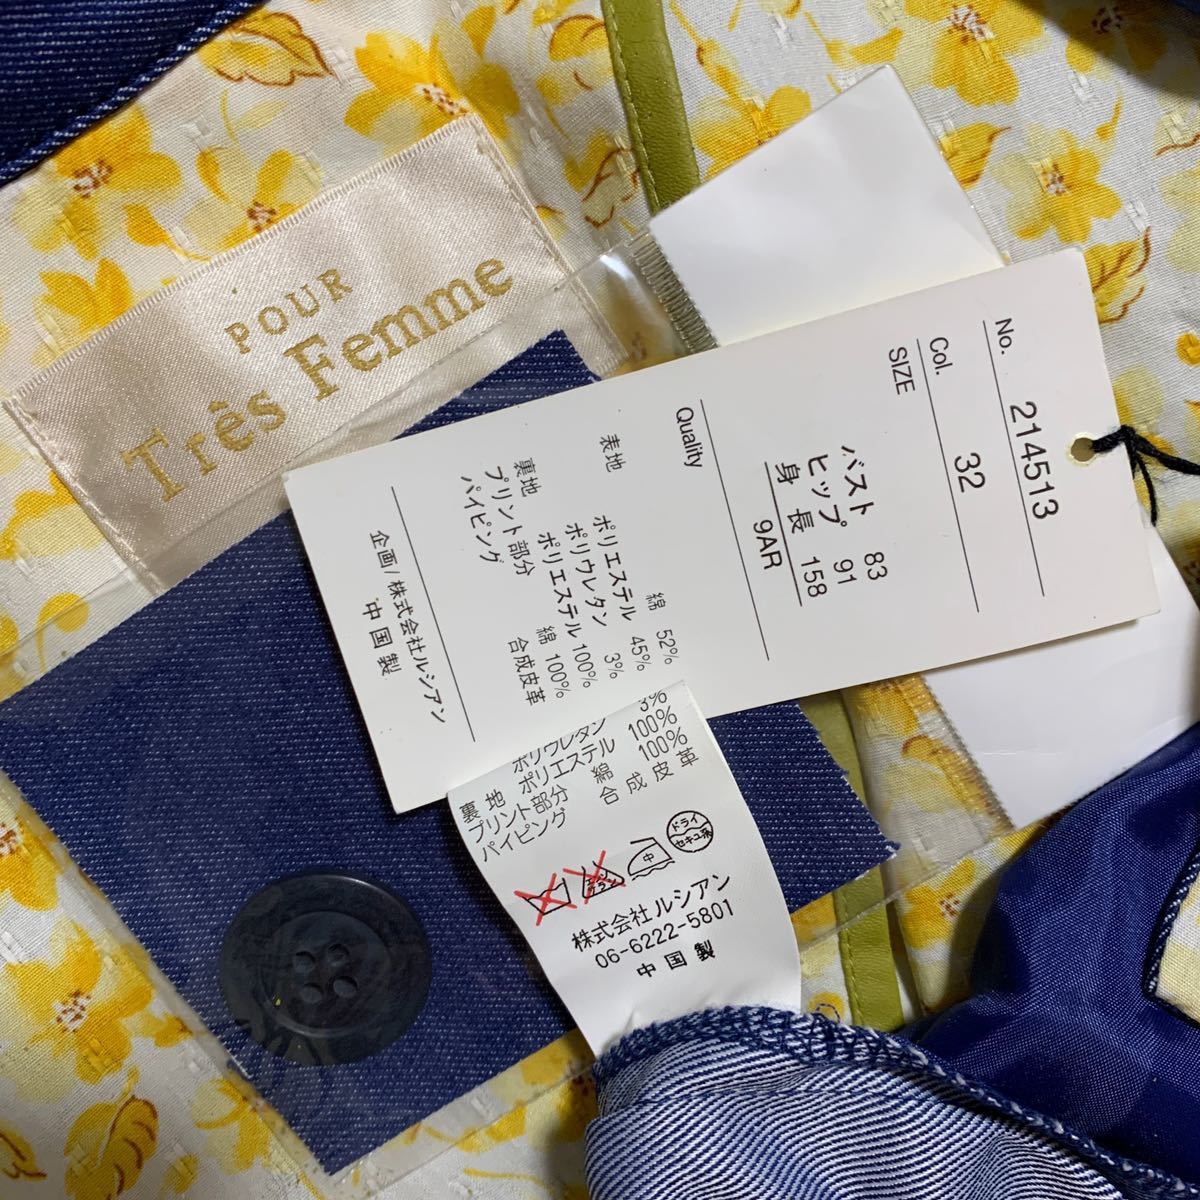 POUR
Très Femme
No. 214513
Col. 32
SIZE
バスト 83
ヒップ 91
身長 158
9AR
Quality
表地 綿 52%
ポリエステル 45%
ポリウレタン 3%
裏地 ポリエステル 100%
プリント部分 綿 100%
パイピング 合成皮革
企画/株式会社ルシアン
中国製
ポリウレタン 3%
裏地 ポリエステル 100%
プリント部分 綿 100%
パイピング 合成皮革
中
ドライ
セキユ系
株式会社ルシアン
06-6222-5801
中国製